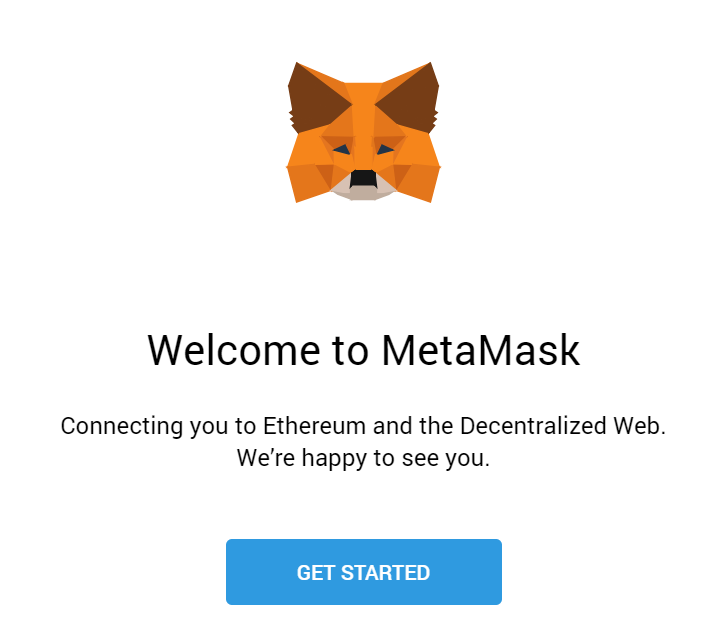 Welcome to MetaMask
Connecting you to Ethereum and the Decentralized Web.
We’re happy to see you.
GET STARTED